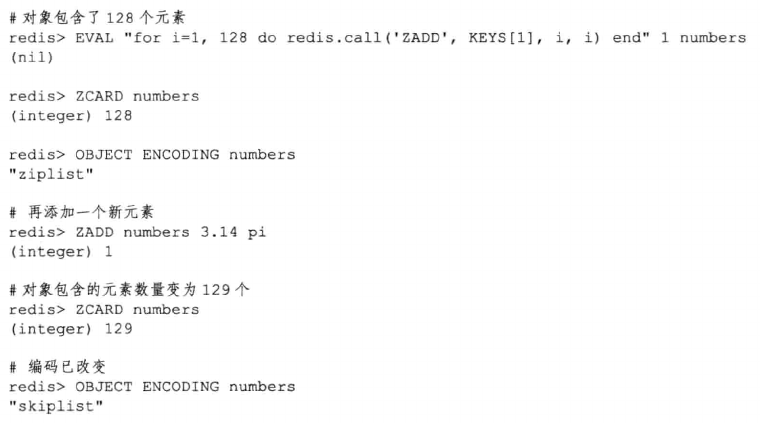 # 对象包含了 128 个元素
redis> EVAL "for i=1, 128 do redis.call('ZADD', KEYS[1], i, i) end" 1 numbers
(nil)
redis> ZCARD numbers
(integer) 128
redis> OBJECT ENCODING numbers
"ziplist"
# 再添加一个新元素
redis> ZADD numbers 3.14 pi
(integer) 1
# 对象包含的元素数量变为 129 个
redis> ZCARD numbers
(integer) 129
# 编码已改变
redis> OBJECT ENCODING numbers
"skiplist"